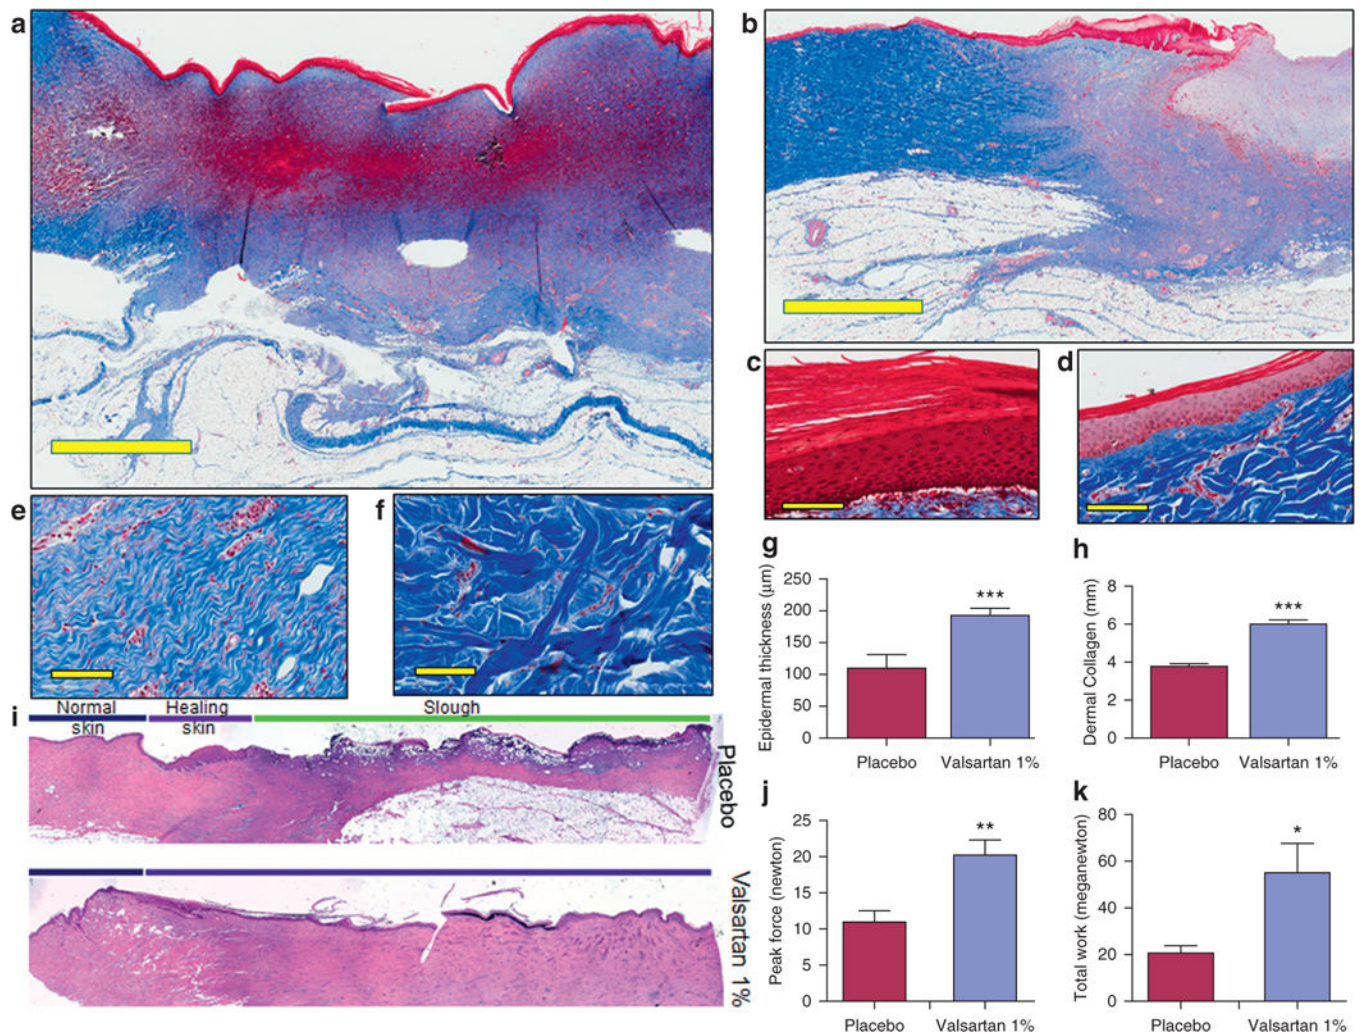 a
b
c
d
e
f
g
Epidermal thickness (µm)
250
200
150
100
50
0
***
Placebo
Valsartan 1%
h
Dermal Collagen (mm)
8
6
4
2
0
***
Placebo
Valsartan 1%
i
Normal skin
Healing skin
Slough
Placebo
Valsartan 1%
j
Peak force (newton)
25
20
15
10
5
0
**
Placebo
Valsartan 1%
k
Total work (meganewton)
80
60
40
20
0
*
Placebo
Valsartan 1%